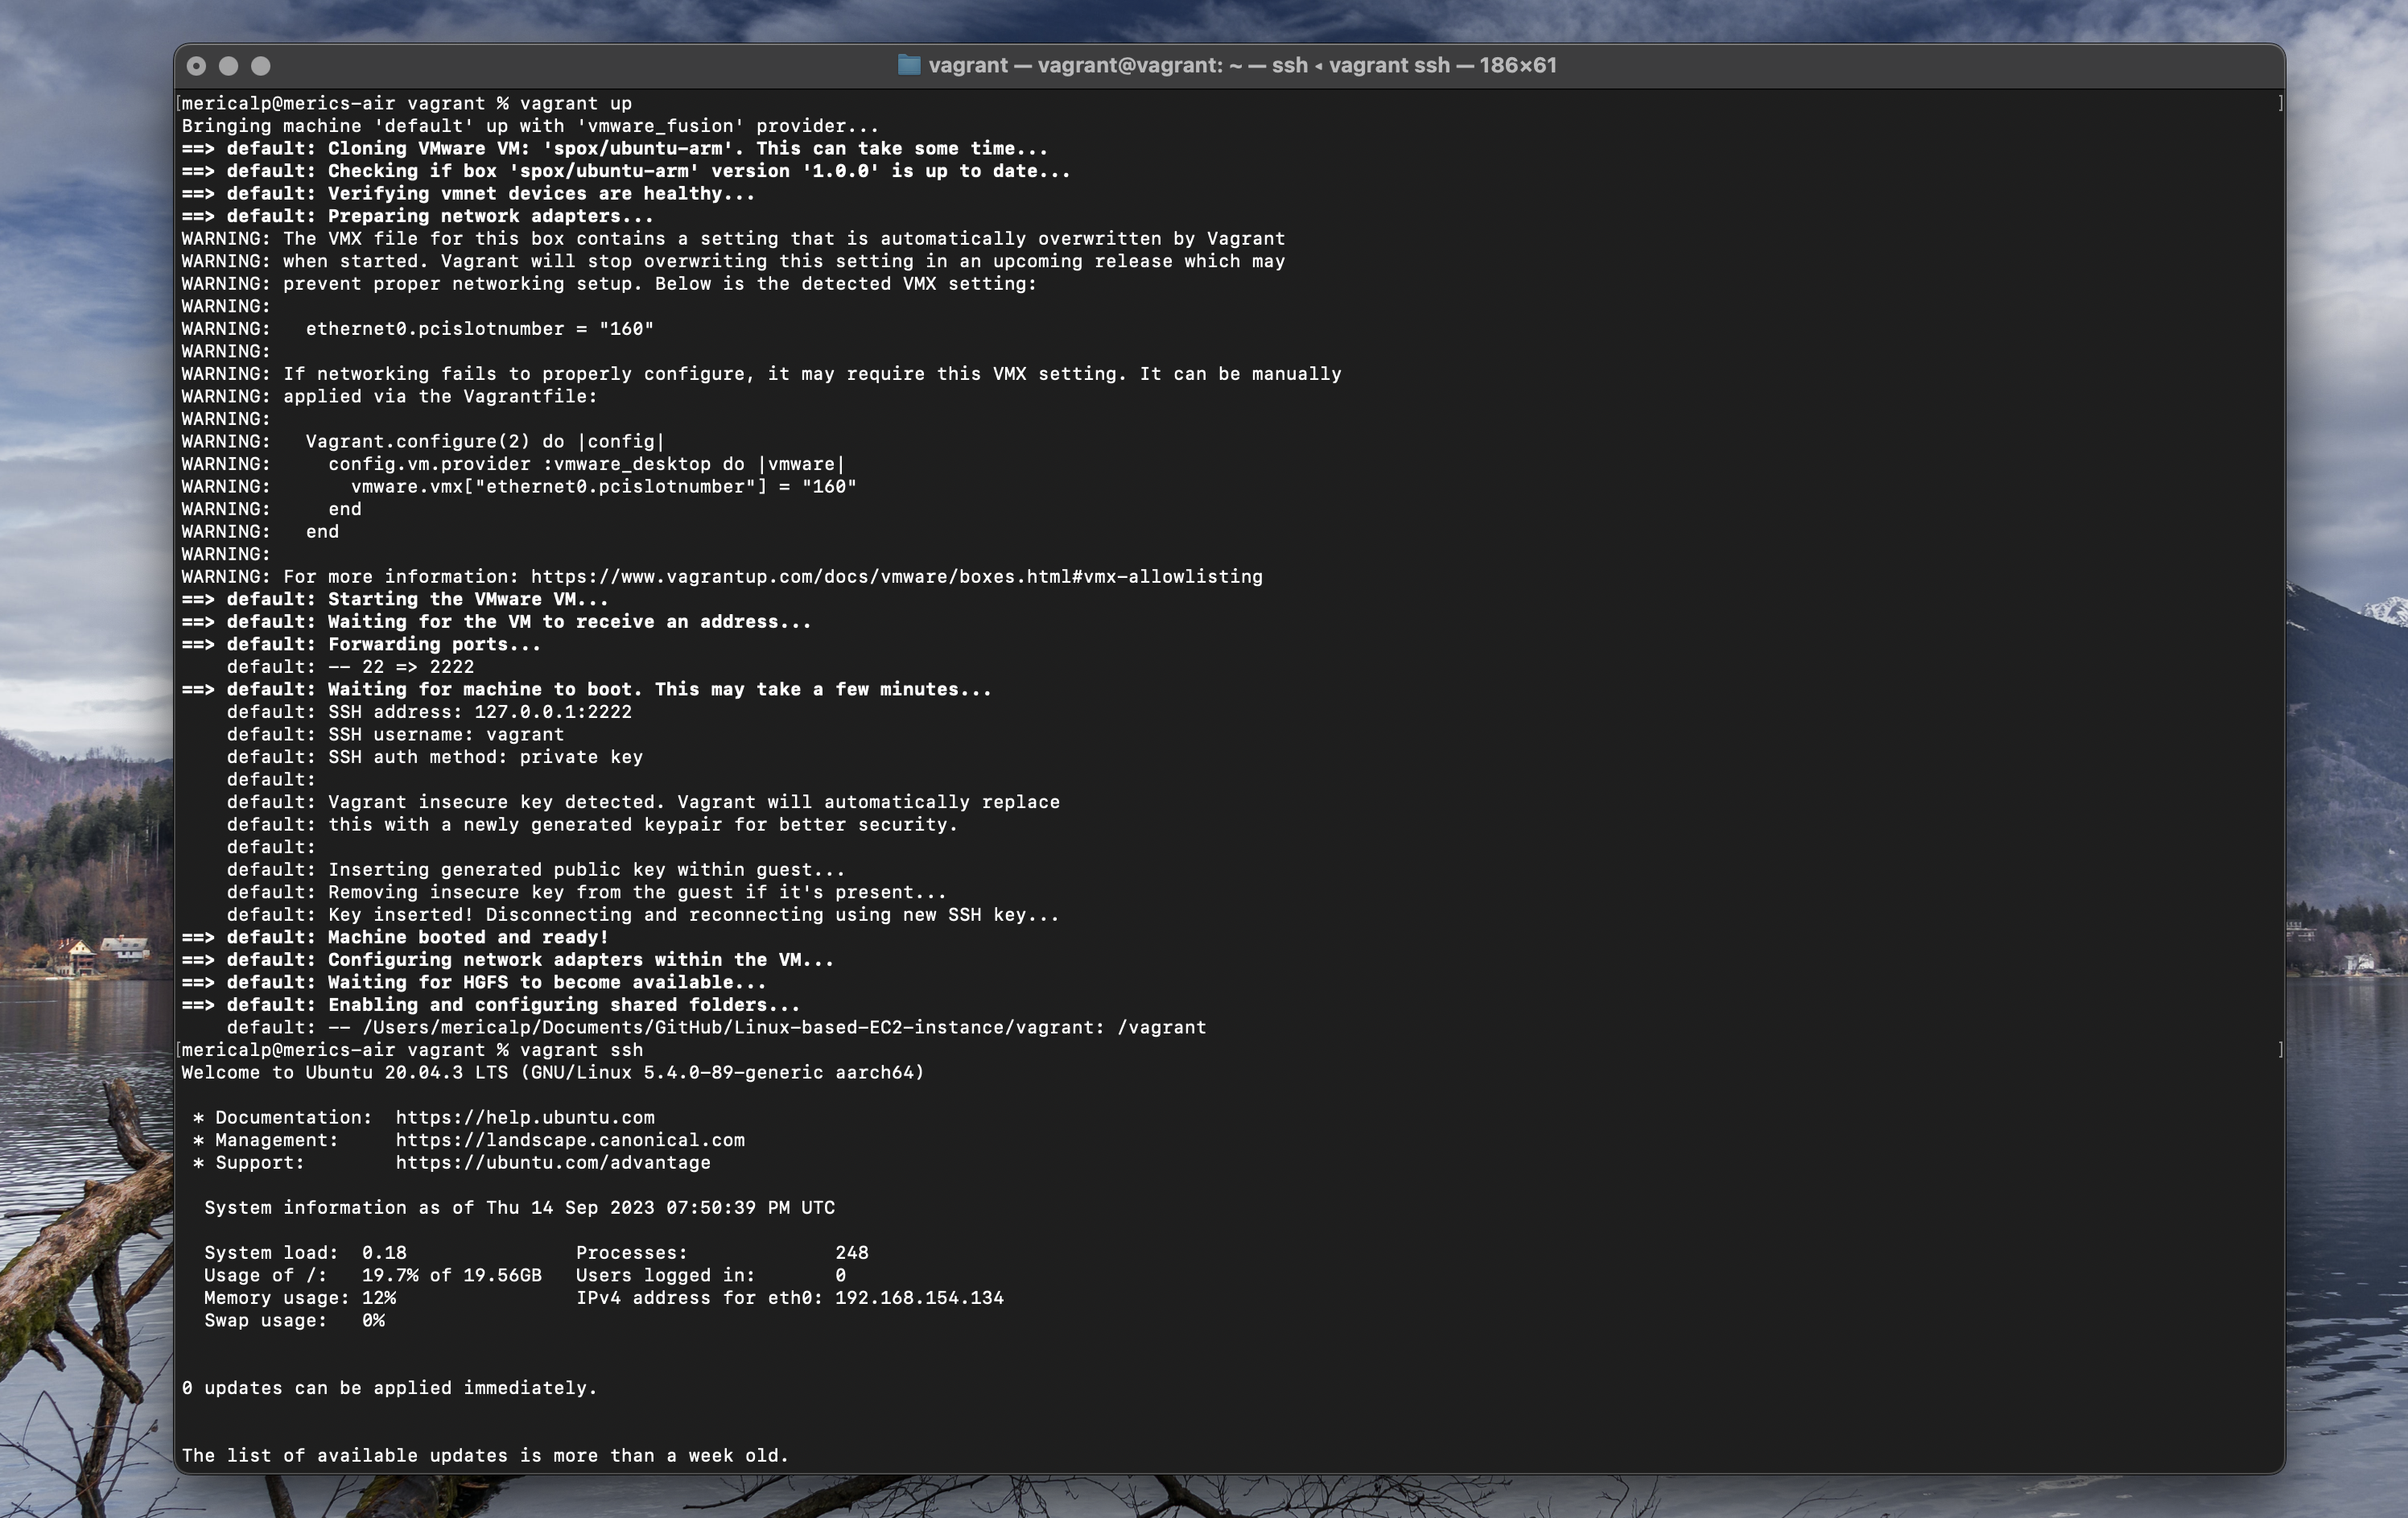 vagrant — vagrant@vagrant: ~ — ssh ◂ vagrant ssh — 186×61
[mericalp@merics-air vagrant % vagrant up ]
Bringing machine 'default' up with 'vmware_fusion' provider...
==> default: Cloning VMware VM: 'spox/ubuntu-arm'. This can take some time...
==> default: Checking if box 'spox/ubuntu-arm' version '1.0.0' is up to date...
==> default: Verifying vmnet devices are healthy...
==> default: Preparing network adapters...
WARNING: The VMX file for this box contains a setting that is automatically overwritten by Vagrant
WARNING: when started. Vagrant will stop overwriting this setting in an upcoming release which may
WARNING: prevent proper networking setup. Below is the detected VMX setting:
WARNING:
WARNING:   ethernet0.pcislotnumber = "160"
WARNING:
WARNING: If networking fails to properly configure, it may require this VMX setting. It can be manually
WARNING: applied via the Vagrantfile:
WARNING:
WARNING:   Vagrant.configure(2) do |config|
WARNING:     config.vm.provider :vmware_desktop do |vmware|
WARNING:       vmware.vmx["ethernet0.pcislotnumber"] = "160"
WARNING:     end
WARNING:   end
WARNING:
WARNING: For more information: https://www.vagrantup.com/docs/vmware/boxes.html#vmx-allowlisting
==> default: Starting the VMware VM...
==> default: Waiting for the VM to receive an address...
==> default: Forwarding ports...
    default: -- 22 => 2222
==> default: Waiting for machine to boot. This may take a few minutes...
    default: SSH address: 127.0.0.1:2222
    default: SSH username: vagrant
    default: SSH auth method: private key
    default:
    default: Vagrant insecure key detected. Vagrant will automatically replace
    default: this with a newly generated keypair for better security.
    default:
    default: Inserting generated public key within guest...
    default: Removing insecure key from the guest if it's present...
    default: Key inserted! Disconnecting and reconnecting using new SSH key...
==> default: Machine booted and ready!
==> default: Configuring network adapters within the VM...
==> default: Waiting for HGFS to become available...
==> default: Enabling and configuring shared folders...
    default: -- /Users/mericalp/Documents/GitHub/Linux-based-EC2-instance/vagrant: /vagrant
[mericalp@merics-air vagrant % vagrant ssh ]
Welcome to Ubuntu 20.04.3 LTS (GNU/Linux 5.4.0-89-generic aarch64)
 * Documentation:  https://help.ubuntu.com
 * Management:     https://landscape.canonical.com
 * Support:        https://ubuntu.com/advantage
  System information as of Thu 14 Sep 2023 07:50:39 PM UTC
  System load:  0.18               Processes:             248
  Usage of /:   19.7% of 19.56GB   Users logged in:       0
  Memory usage: 12%                IPv4 address for eth0: 192.168.154.134
  Swap usage:   0%
0 updates can be applied immediately.
The list of available updates is more than a week old.